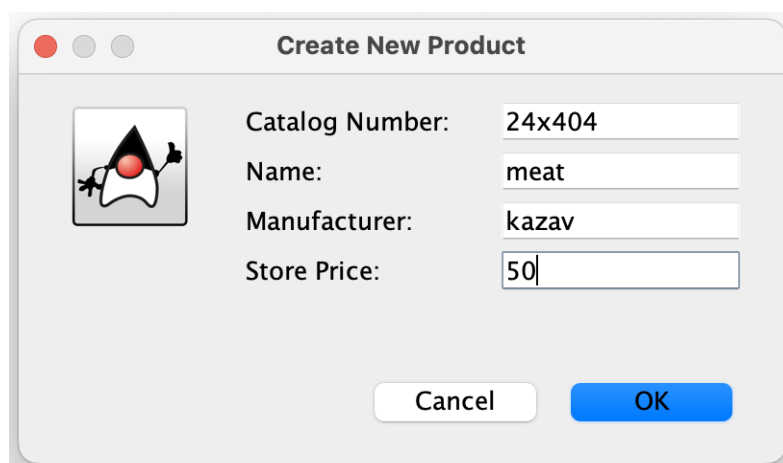 Create New Product
Catalog Number: 24x404
Name: meat
Manufacturer: kazav
Store Price: 50
Cancel OK